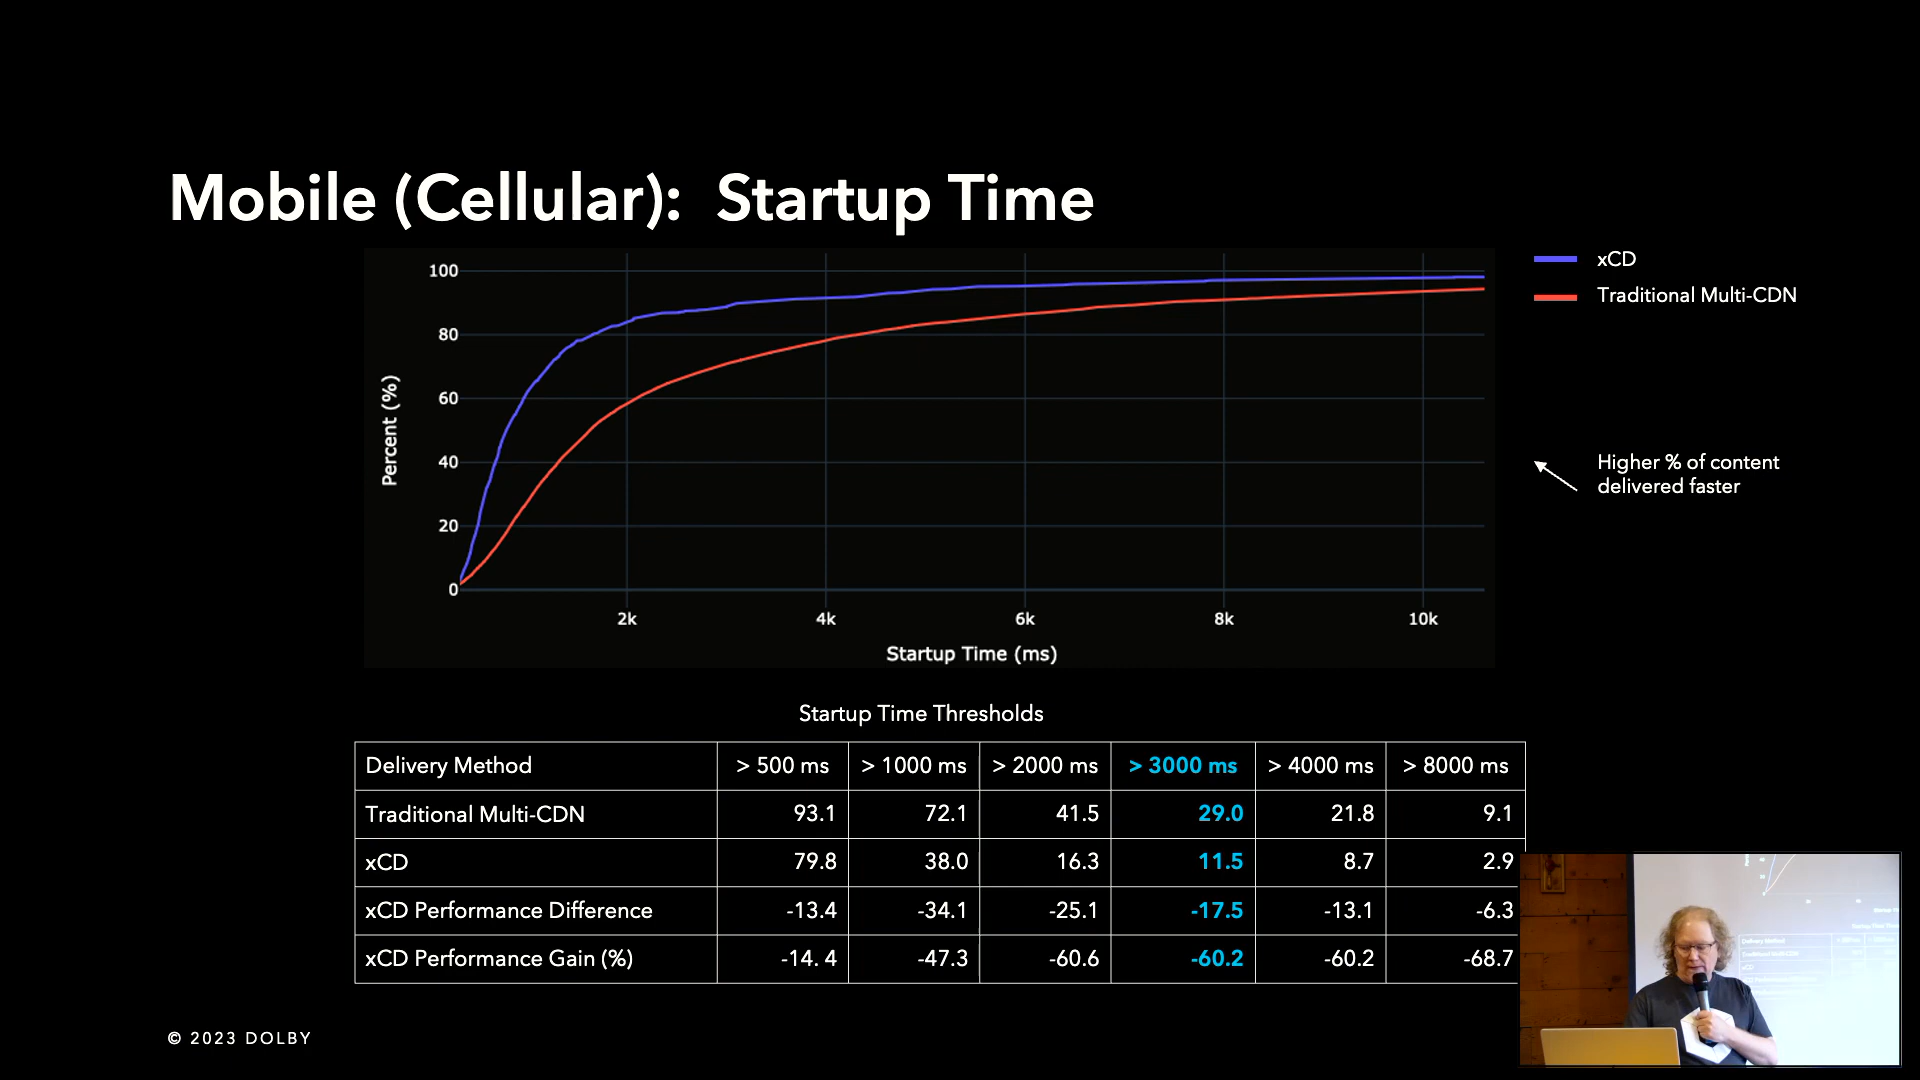 Mobile (Cellular): Startup Time
xCD
Traditional Multi-CDN
100
80
60
40
20
0
Percent (%)
2k 4k 6k 8k 10k
Startup Time (ms)
Higher % of content
delivered faster
Startup Time Thresholds
Delivery Method > 500 ms > 1000 ms > 2000 ms > 3000 ms > 4000 ms > 8000 ms
Traditional Multi-CDN 93.1 72.1 41.5 29.0 21.8 9.1
xCD 79.8 38.0 16.3 11.5 8.7 2.9
xCD Performance Difference -13.4 -34.1 -25.1 -17.5 -13.1 -6.3
xCD Performance Gain (%) -14. 4 -47.3 -60.6 -60.2 -60.2 -68.7
© 2023 DOLBY